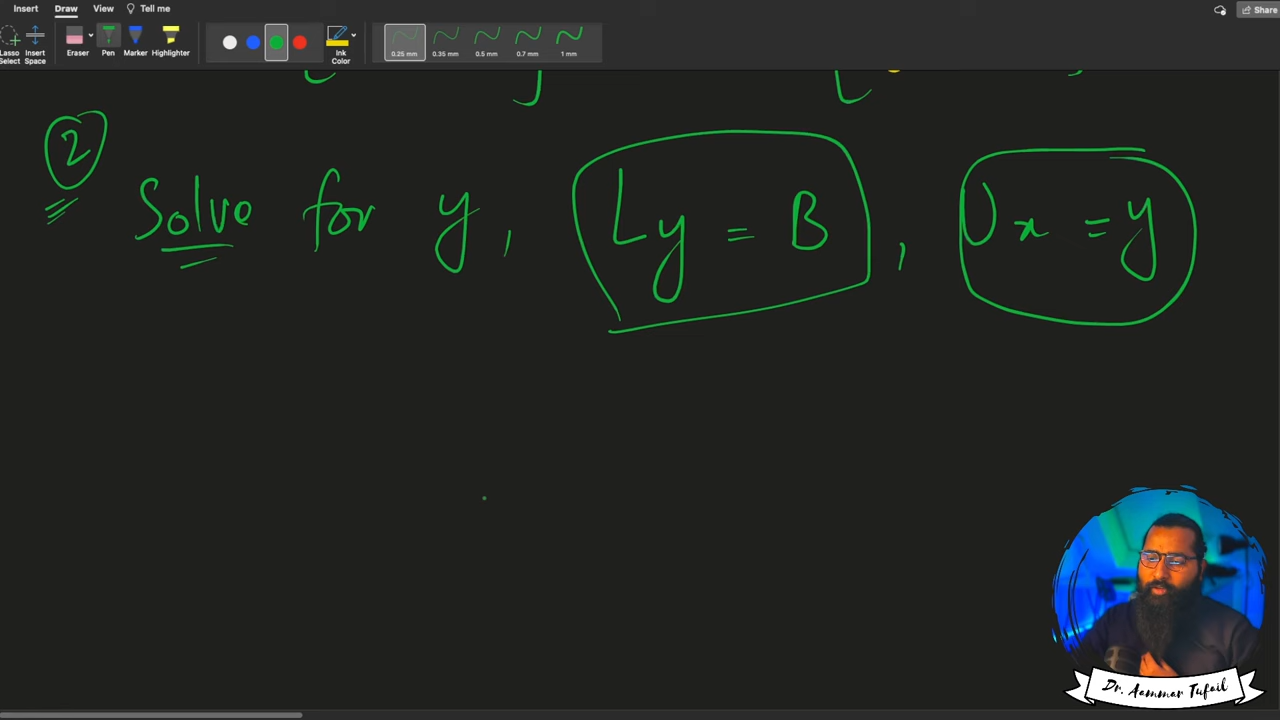 Insert Draw View Tell me Share
Lasso Select Insert Space Eraser Pen Marker Highlighter Ink Color 0.25 mm 0.35 mm 0.5 mm 0.7 mm 1 mm
2
Solve for y, Ly = B, Ux = y
Dr. Aammar Tufail